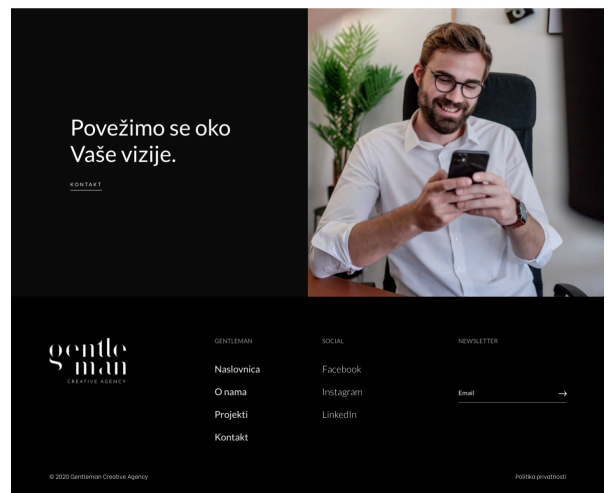 Povežimo se oko
Vaše vizije.
KONTAKT
gentle
man
CREATIVE AGENCY
GENTLEMAN
Naslovnica
O nama
Projekti
Kontakt
SOCIAL
Facebook
Instagram
LinkedIn
NEWSLETTER
Email →
© 2020 Gentleman Creative Agency
Politika privatnosti